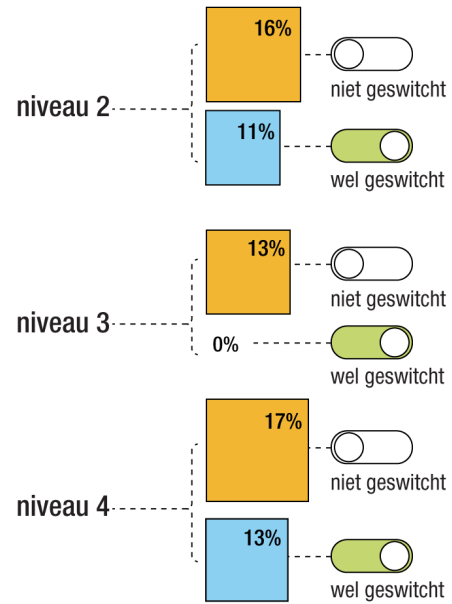 16%
niet geswitcht
niveau 2
11%
wel geswitcht
13%
niet geswitcht
niveau 3
0%
wel geswitcht
17%
niet geswitcht
niveau 4
13%
wel geswitcht